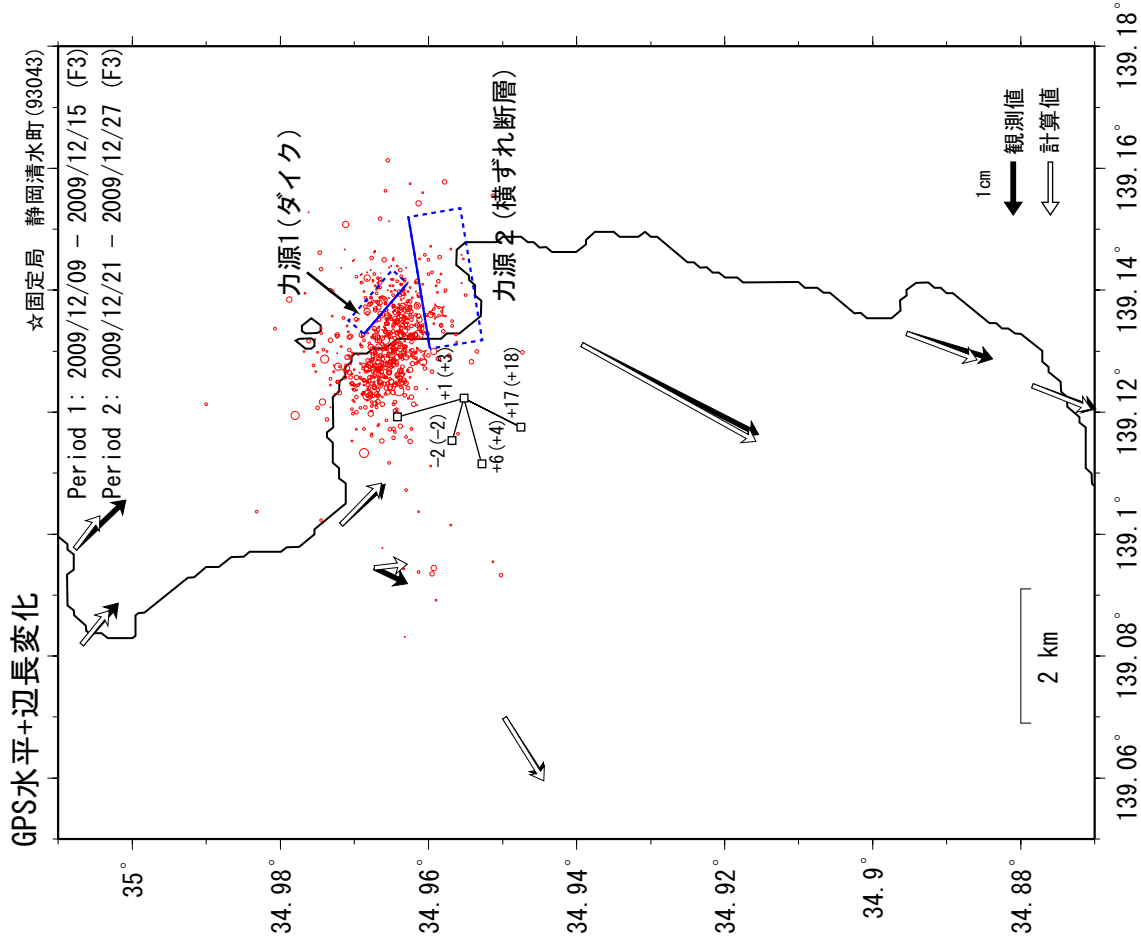 GPS水平+辺長変化
☆固定局 静岡清水町(93043)
Period 1: 2009/12/09 − 2009/12/15 (F3)
Period 2: 2009/12/21 − 2009/12/27 (F3)
力源1(ダイク)
力源2(横ずれ断層)
+1(+3)
-2(-2)
+6(+4)
+17(+18)
1cm
観測値
計算値
2 km
35°
34.98°
34.96°
34.94°
34.92°
34.9°
34.88°
139.06°
139.08°
139.1°
139.12°
139.14°
139.16°
139.18°